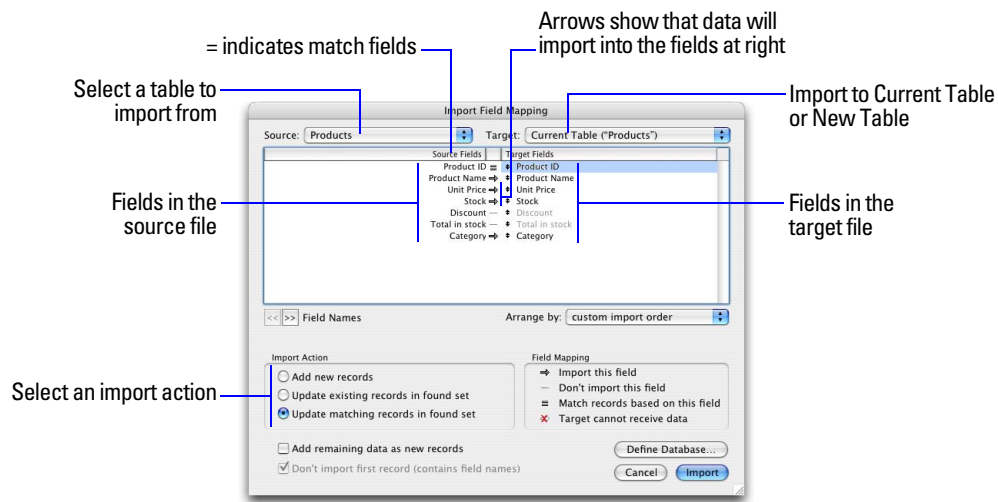 Arrows show that data will
import into the fields at right
= indicates match fields
Select a table to
import from
Import to Current Table
or New Table
Import Field Mapping
Source: Products
Target: Current Table ("Products")
Source Fields Target Fields
Product ID = Product ID
Product Name ⇒ Product Name
Unit Price ⇒ Unit Price
Stock ⇒ Stock
Discount — Discount
Total in stock — Total in stock
Category ⇒ Category
Fields in the
source file
Fields in the
target file
<< >> Field Names
Arrange by: custom import order
Import Action
Add new records
Update existing records in found set
Update matching records in found set
Select an import action
Field Mapping
⇒ Import this field
— Don't import this field
= Match records based on this field
Target cannot receive data
Add remaining data as new records
Don't import first record (contains field names)
Define Database...
Cancel Import